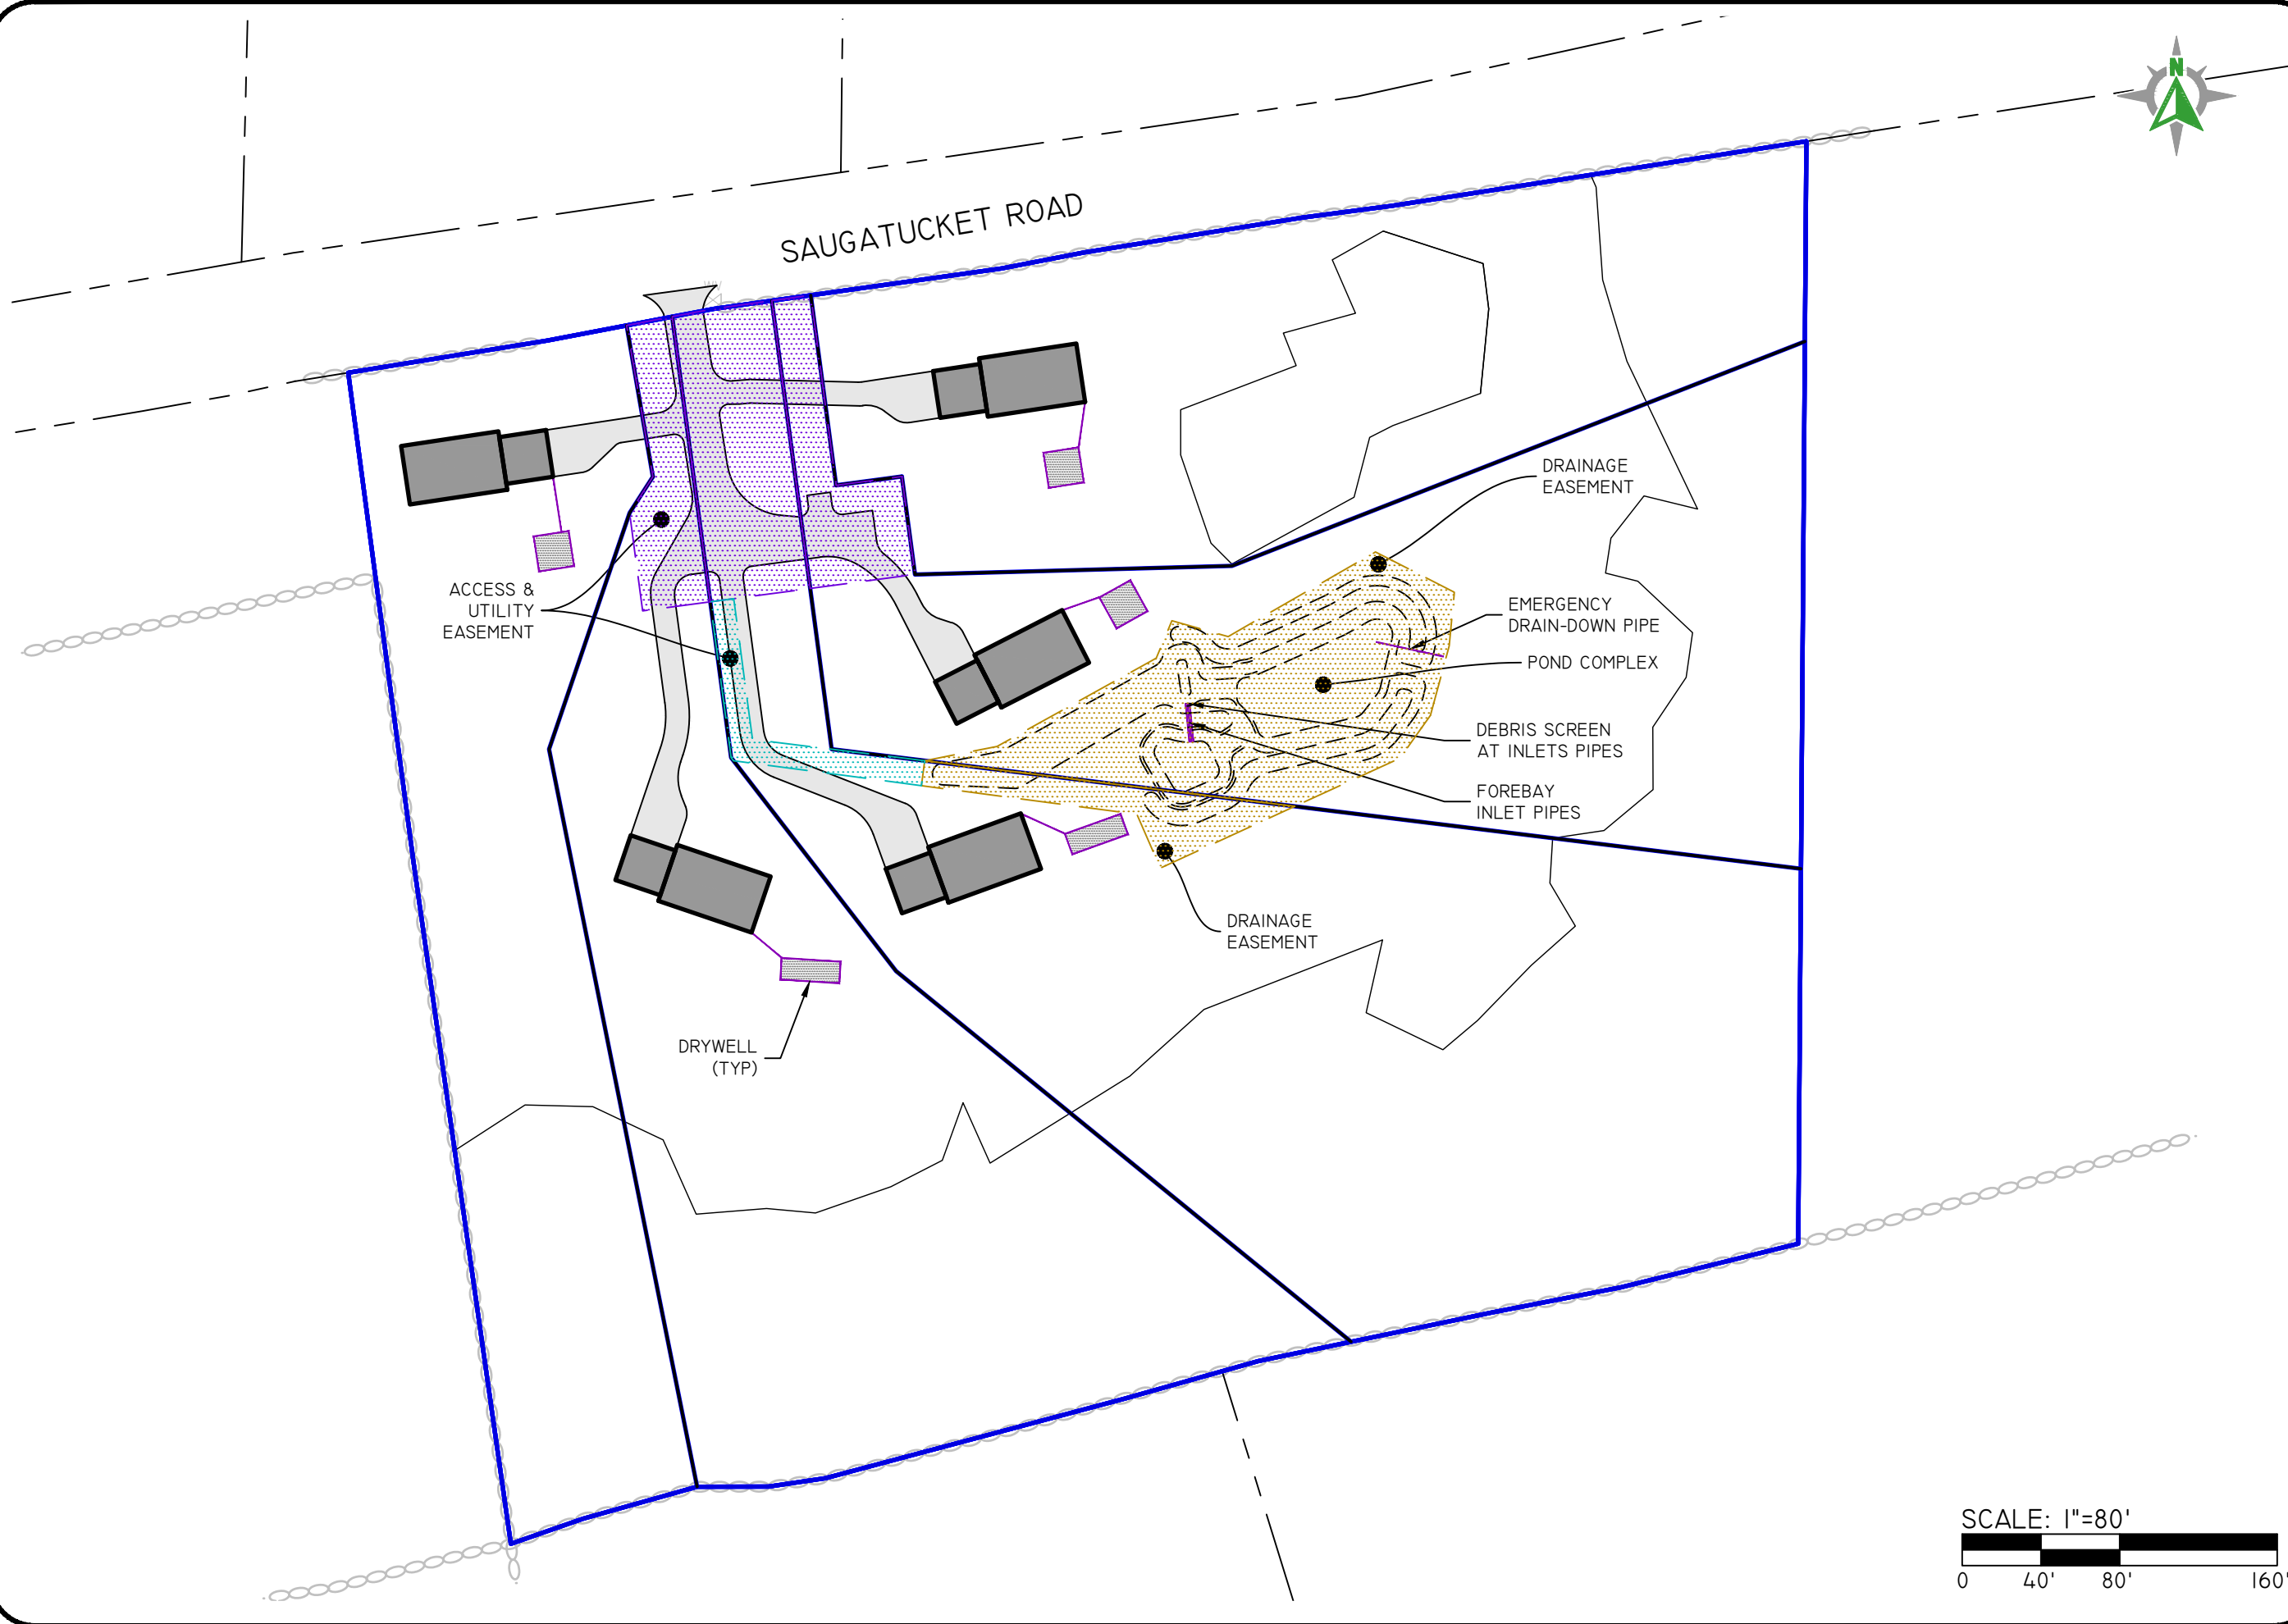 N
SAUGATUCKET ROAD
DRAINAGE
EASEMENT
ACCESS &
UTILITY
EASEMENT
EMERGENCY
DRAIN-DOWN PIPE
POND COMPLEX
DEBRIS SCREEN
AT INLETS PIPES
FOREBAY
INLET PIPES
DRAINAGE
EASEMENT
DRYWELL
(TYP)
SCALE: 1"=80'
0 40' 80' 160'